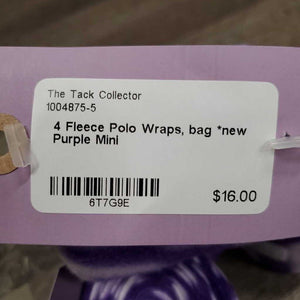 The Tack Collector
1004875-5
4 Fleece Polo Wraps, bag *new
Purple Mini
6T7G9E
$16.00